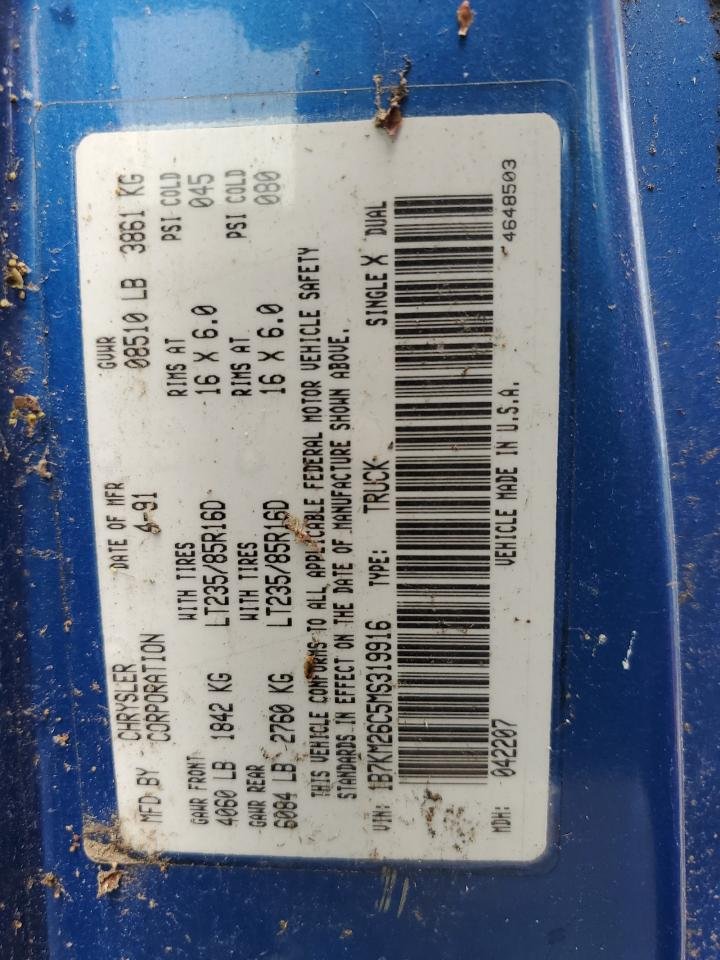 MFD BY CHRYSLER CORPORATION DATE OF MFR 4-91 GVWR 08510 LB 3861 KG
GAWR FRONT WITH TIRES RIMS AT PSI COLD
4060 LB 1842 KG LT235/85R16D 16 X 6.0 045
GAWR REAR WITH TIRES RIMS AT PSI COLD
6084 LB 2760 KG LT235/85R16D 16 X 6.0 080
THIS VEHICLE CONFORMS TO ALL APPLICABLE FEDERAL MOTOR VEHICLE SAFETY
STANDARDS IN EFFECT ON THE DATE OF MANUFACTURE SHOWN ABOVE.
VIN: 1B7KM26C5MS319916 TYPE: TRUCK SINGLE X DUAL
MDH: 042207 VEHICLE MADE IN U.S.A. 4648503